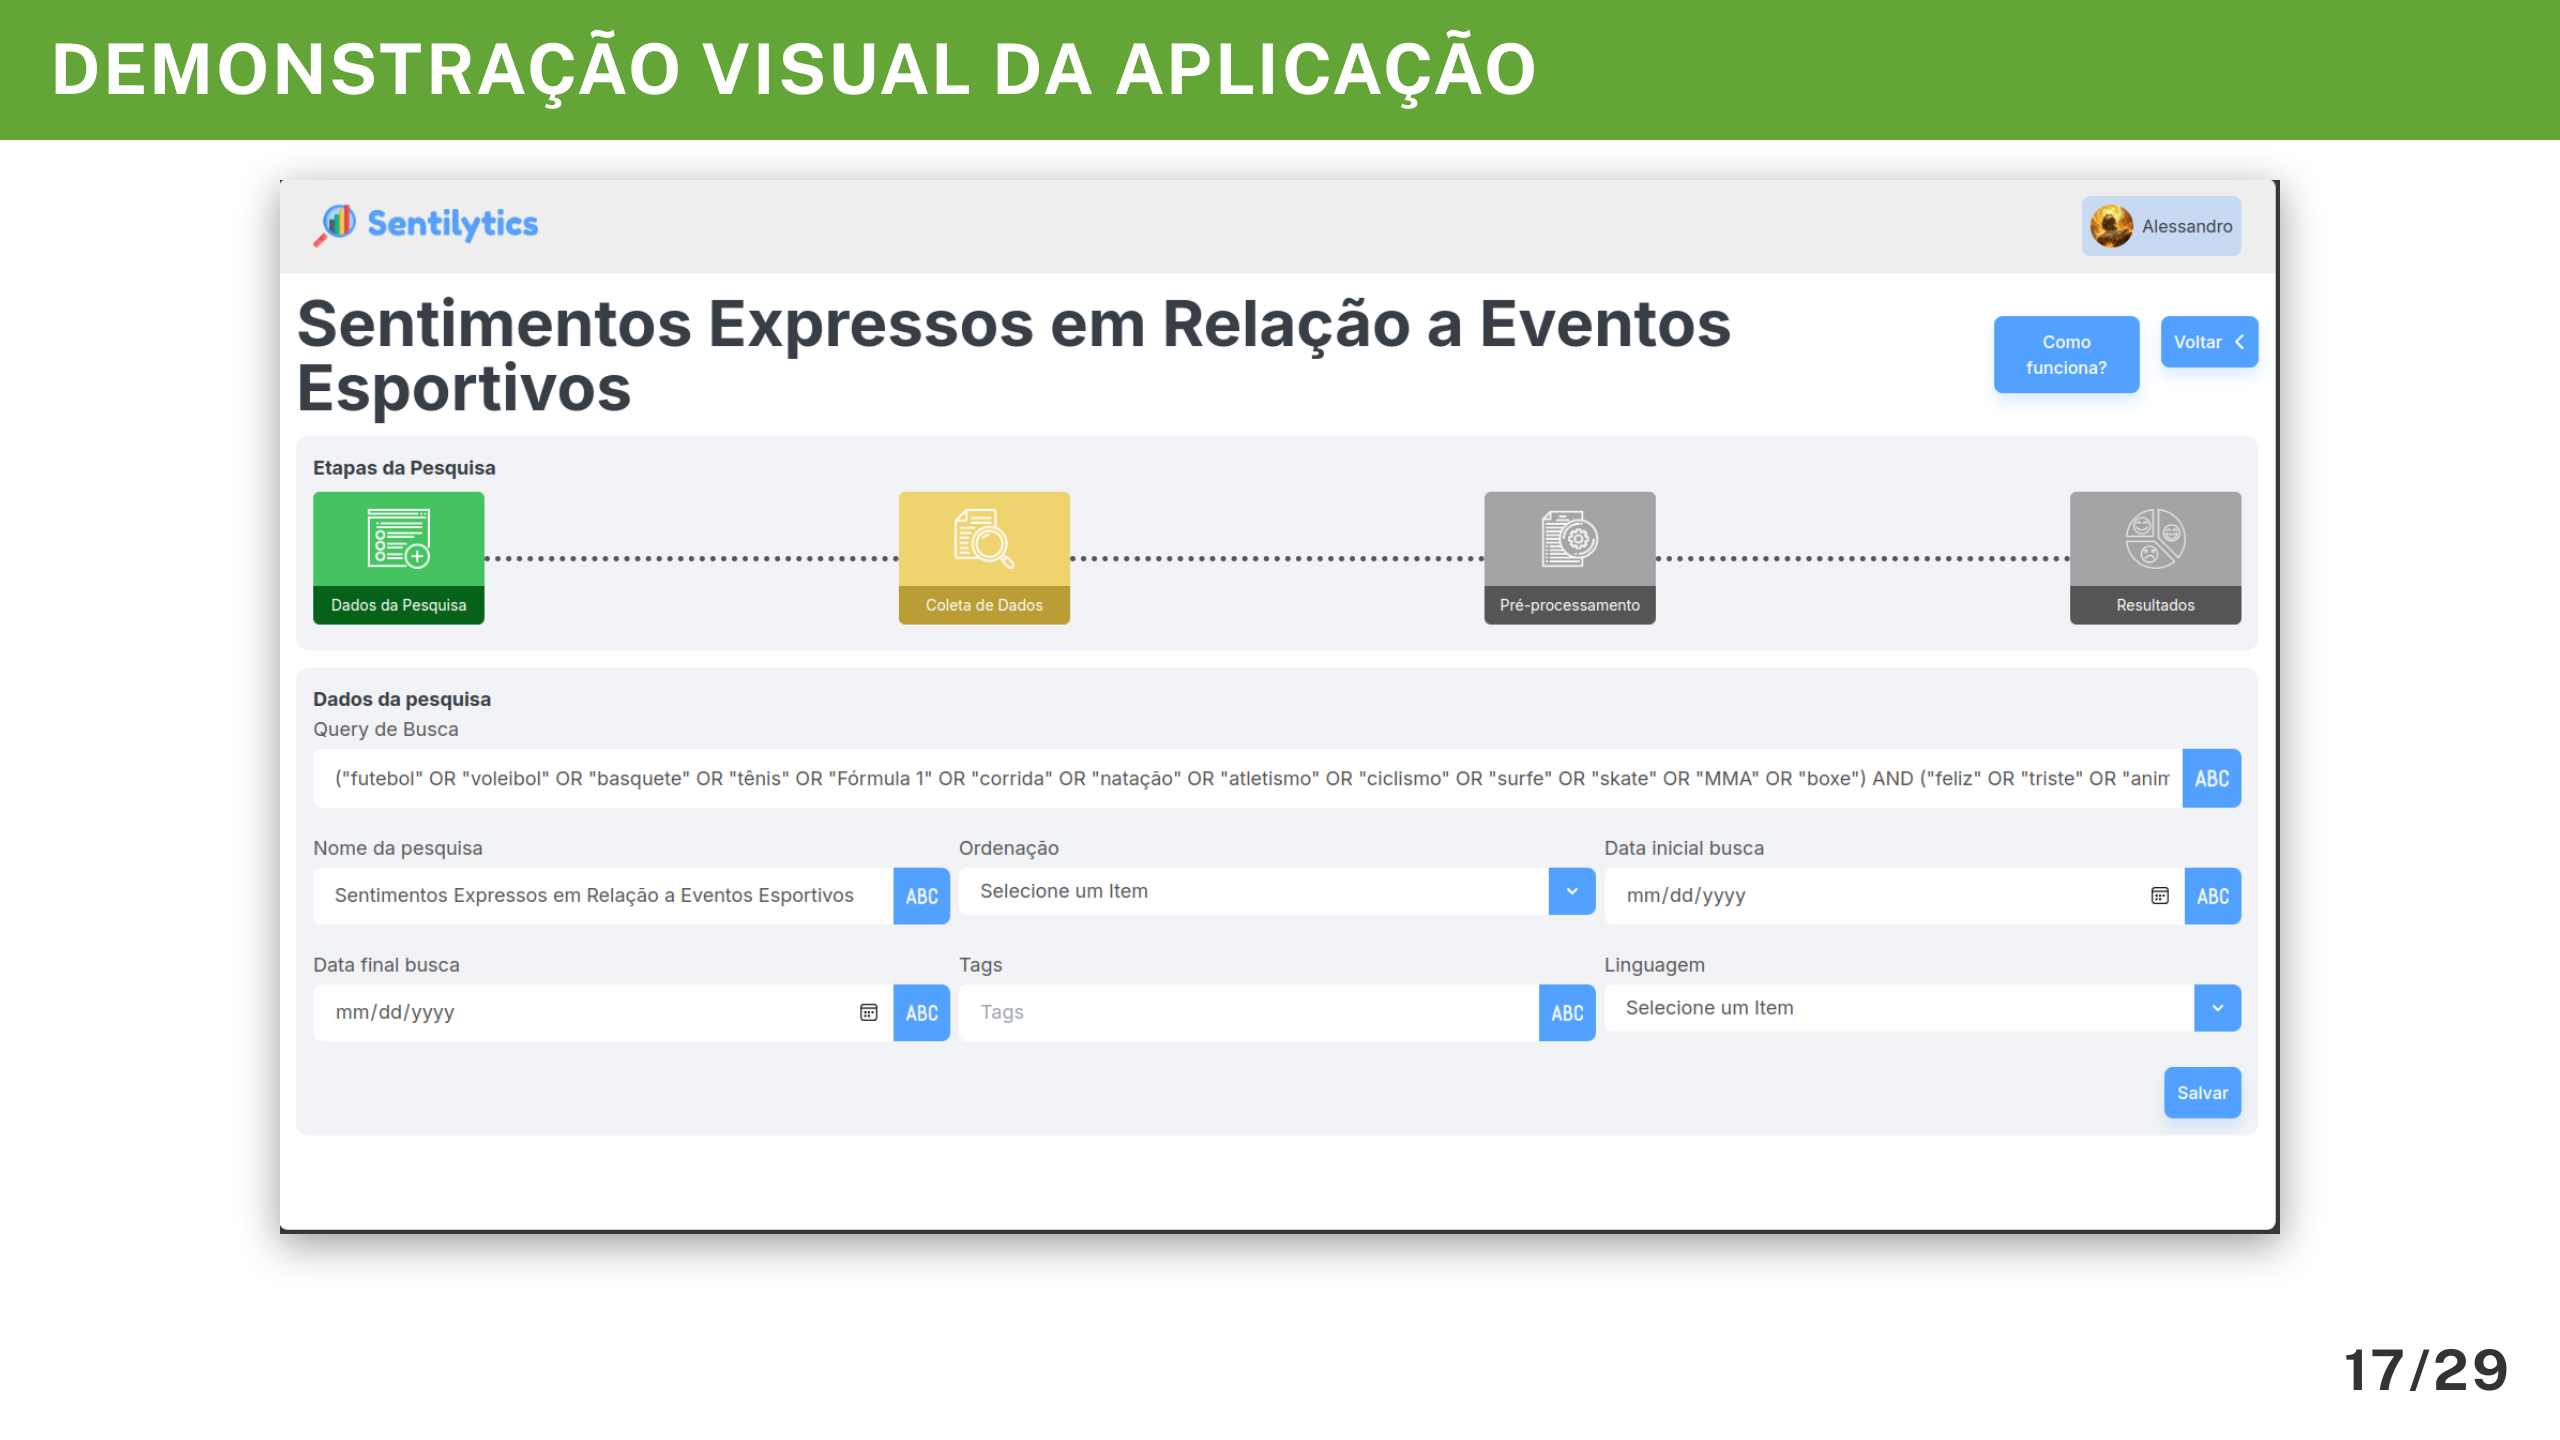 DEMONSTRAÇÃO VISUAL DA APLICAÇÃO
Sentilytics
Alessandro
Sentimentos Expressos em Relação a Eventos
Esportivos
Como
funciona?
Voltar
Etapas da Pesquisa
Dados da Pesquisa
Coleta de Dados
Pré-processamento
Resultados
Dados da pesquisa
Query de Busca
("futebol" OR "voleibol" OR "basquete" OR "tênis" OR "Fórmula 1" OR "corrida" OR "natação" OR "atletismo" OR "ciclismo" OR "surfe" OR "skate" OR "MMA" OR "boxe") AND ("feliz" OR "triste" OR "anim
ABC
Nome da pesquisa
Ordenação
Data inicial busca
Sentimentos Expressos em Relação a Eventos Esportivos
ABC
Selecione um Item
mm/dd/yyyy
ABC
Data final busca
Tags
Linguagem
mm/dd/yyyy
ABC
Tags
ABC
Selecione um Item
Salvar
17/29